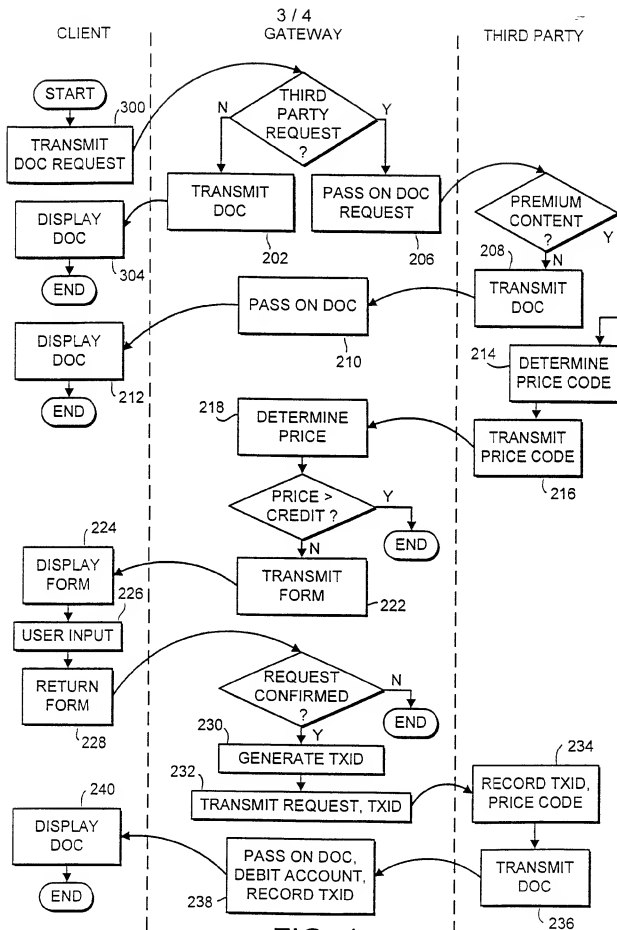 3 / 4
CLIENT
GATEWAY
THIRD PARTY
START
300
TRANSMIT
DOC REQUEST
THIRD
PARTY
REQUEST
?
N
Y
TRANSMIT
DOC
202
PASS ON DOC
REQUEST
206
PREMIUM
CONTENT
?
Y
N
DISPLAY
DOC
304
END
208
TRANSMIT
DOC
PASS ON DOC
210
DISPLAY
DOC
212
END
214
DETERMINE
PRICE CODE
TRANSMIT
PRICE CODE
216
218
DETERMINE
PRICE
PRICE >
CREDIT ?
Y
END
N
TRANSMIT
FORM
222
224
DISPLAY
FORM
226
USER INPUT
RETURN
FORM
228
REQUEST
CONFIRMED
?
N
END
Y
230
GENERATE TXID
232
TRANSMIT REQUEST, TXID
234
RECORD TXID,
PRICE CODE
TRANSMIT
DOC
236
PASS ON DOC,
DEBIT ACCOUNT,
RECORD TXID
238
240
DISPLAY
DOC
END